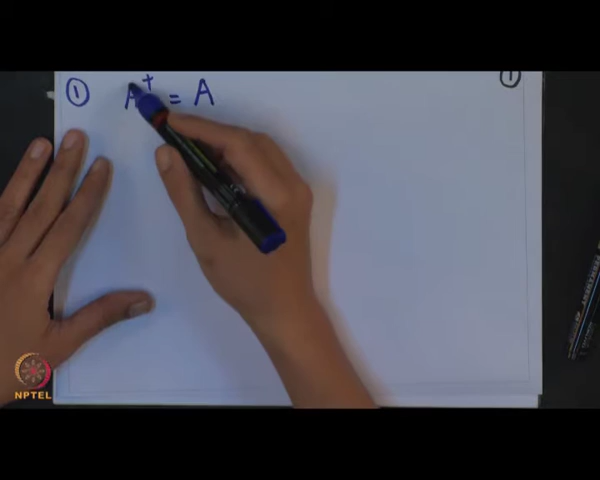 ① A† = A
①
NPTEL